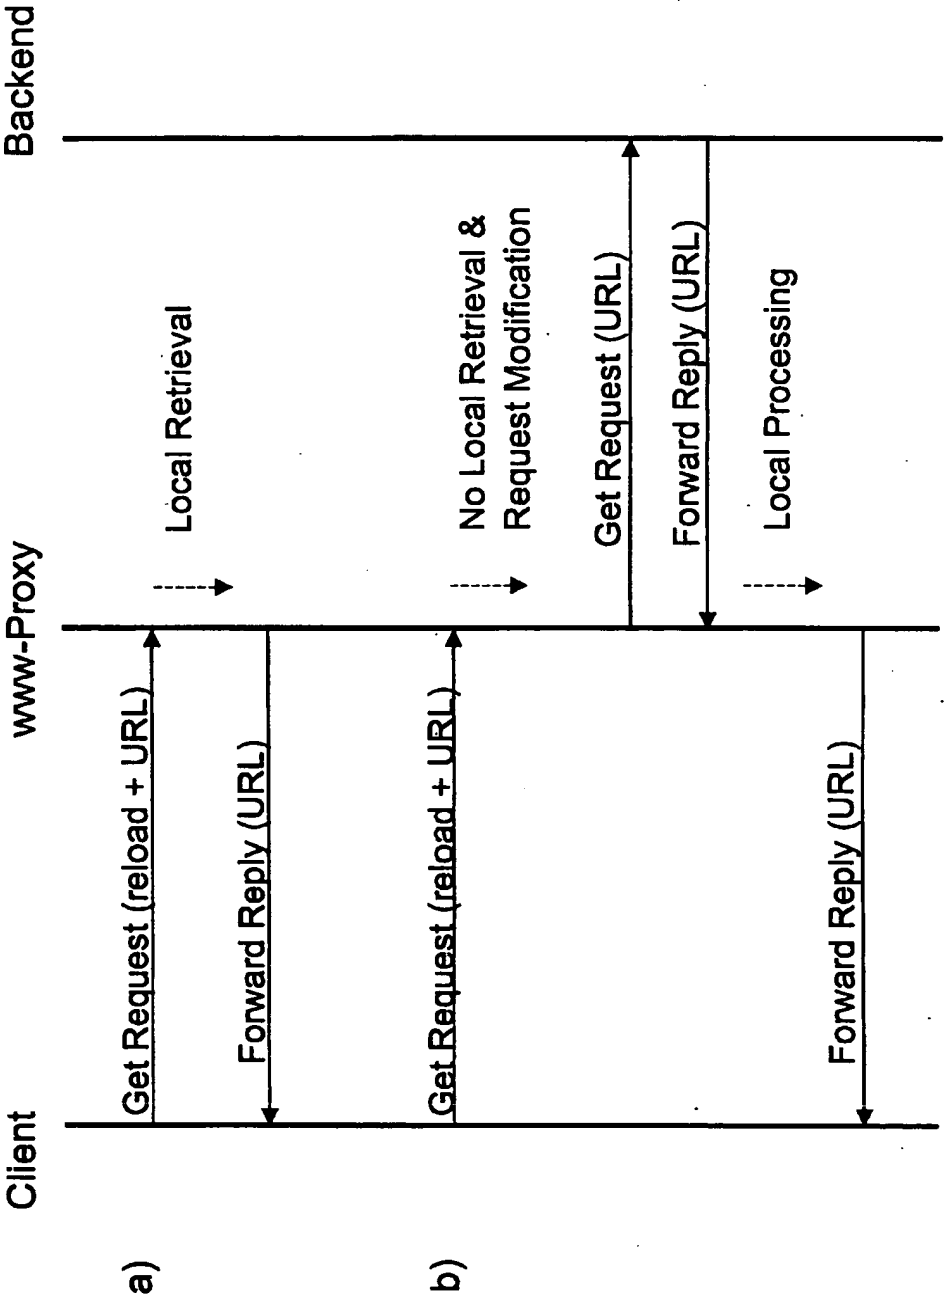 Client
www-Proxy
Backend
a)
Get Request (reload + URL)
Local Retrieval
Forward Reply (URL)
b)
Get Request (reload + URL)
No Local Retrieval &
Request Modification
Get Request (URL)
Forward Reply (URL)
Local Processing
Forward Reply (URL)